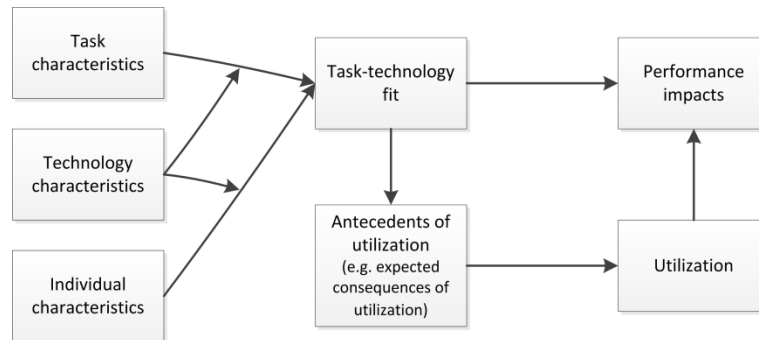 Task
characteristics
Technology
characteristics
Individual
characteristics
Task-technology
fit
Antecedents of
utilization
(e.g. expected
consequences of
utilization)
Performance
impacts
Utilization